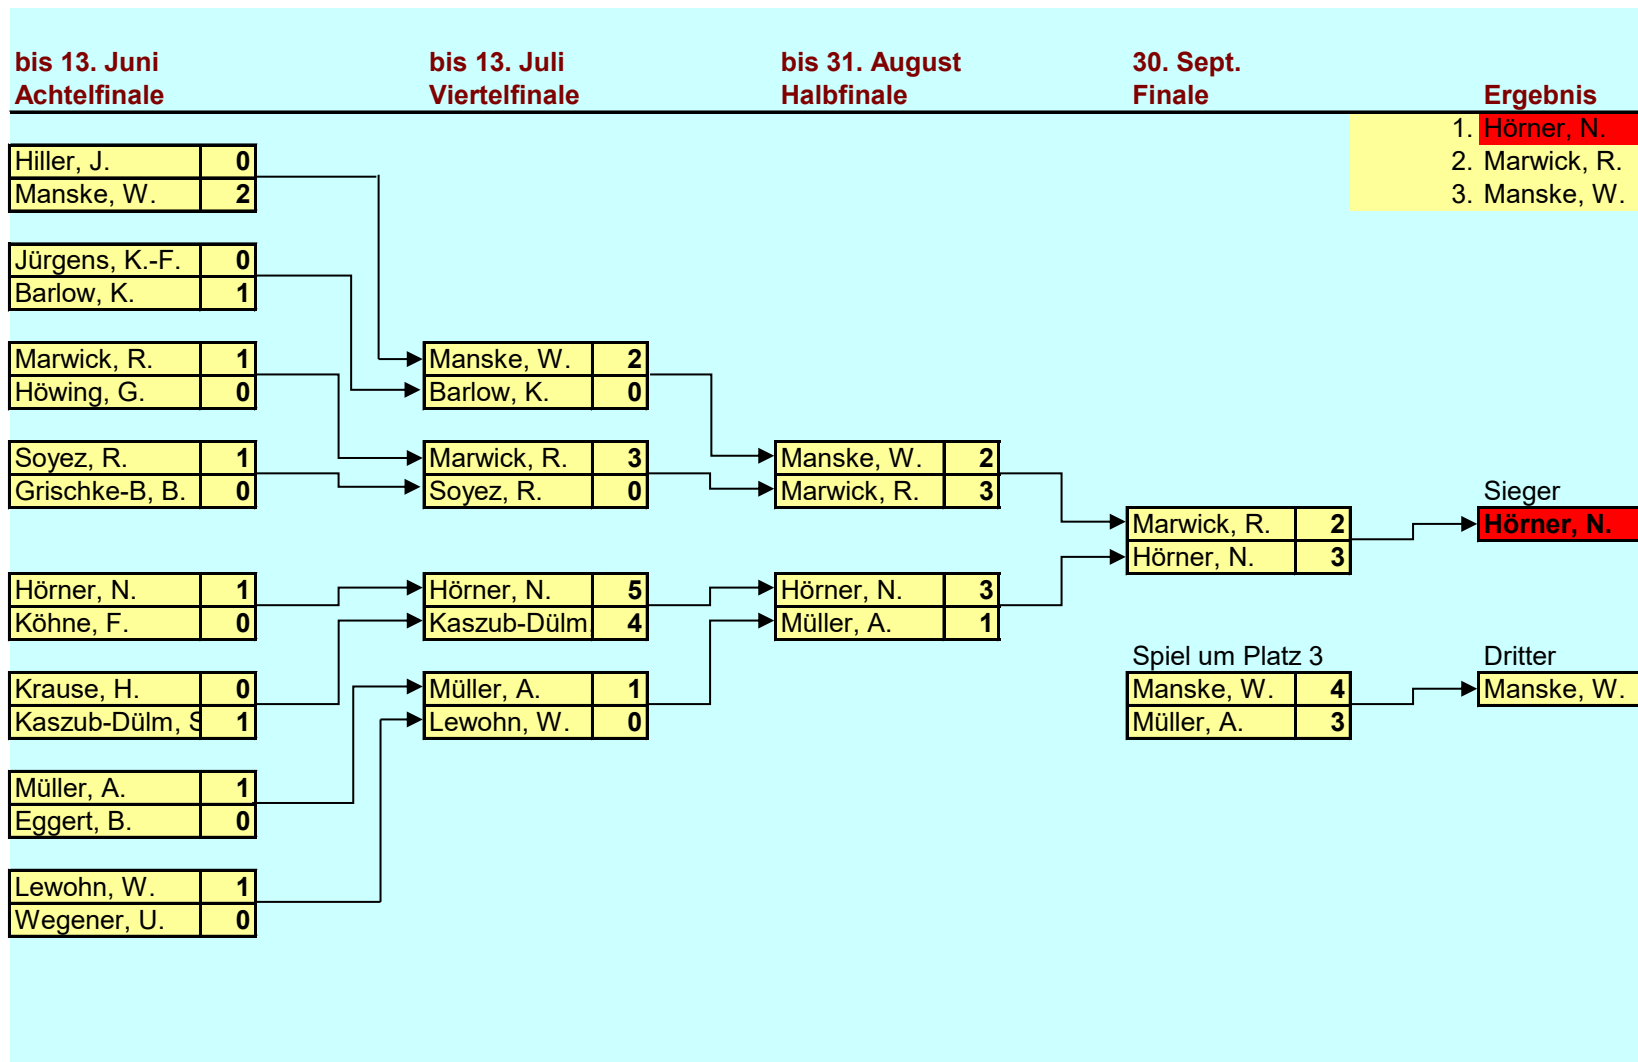 bis 13. Juni bis 13. Juli bis 31. August 30. Sept.
Achtelfinale Viertelfinale Halbfinale Finale Ergebnis
1. Hörner, N.
Hiller, J. 0 2. Marwick, R.
Manske, W. 2 3. Manske, W.
Jürgens, K.-F. 0
Barlow, K. 1
Marwick, R. 1 Manske, W. 2
Höwing, G. 0 Barlow, K. 0
Soyez, R. 1 Marwick, R. 3 Manske, W. 2
Grischke-B, B. 0 Soyez, R. 0 Marwick, R. 3 Sieger
Marwick, R. 2 Hörner, N.
Hörner, N. 3
Hörner, N. 1 Hörner, N. 5 Hörner, N. 3
Köhne, F. 0 Kaszub-Dülm 4 Müller, A. 1
Spiel um Platz 3 Dritter
Krause, H. 0 Müller, A. 1 Manske, W. 4 Manske, W.
Kaszub-Dülm, S 1 Lewohn, W. 0 Müller, A. 3
Müller, A. 1
Eggert, B. 0
Lewohn, W. 1
Wegener, U. 0